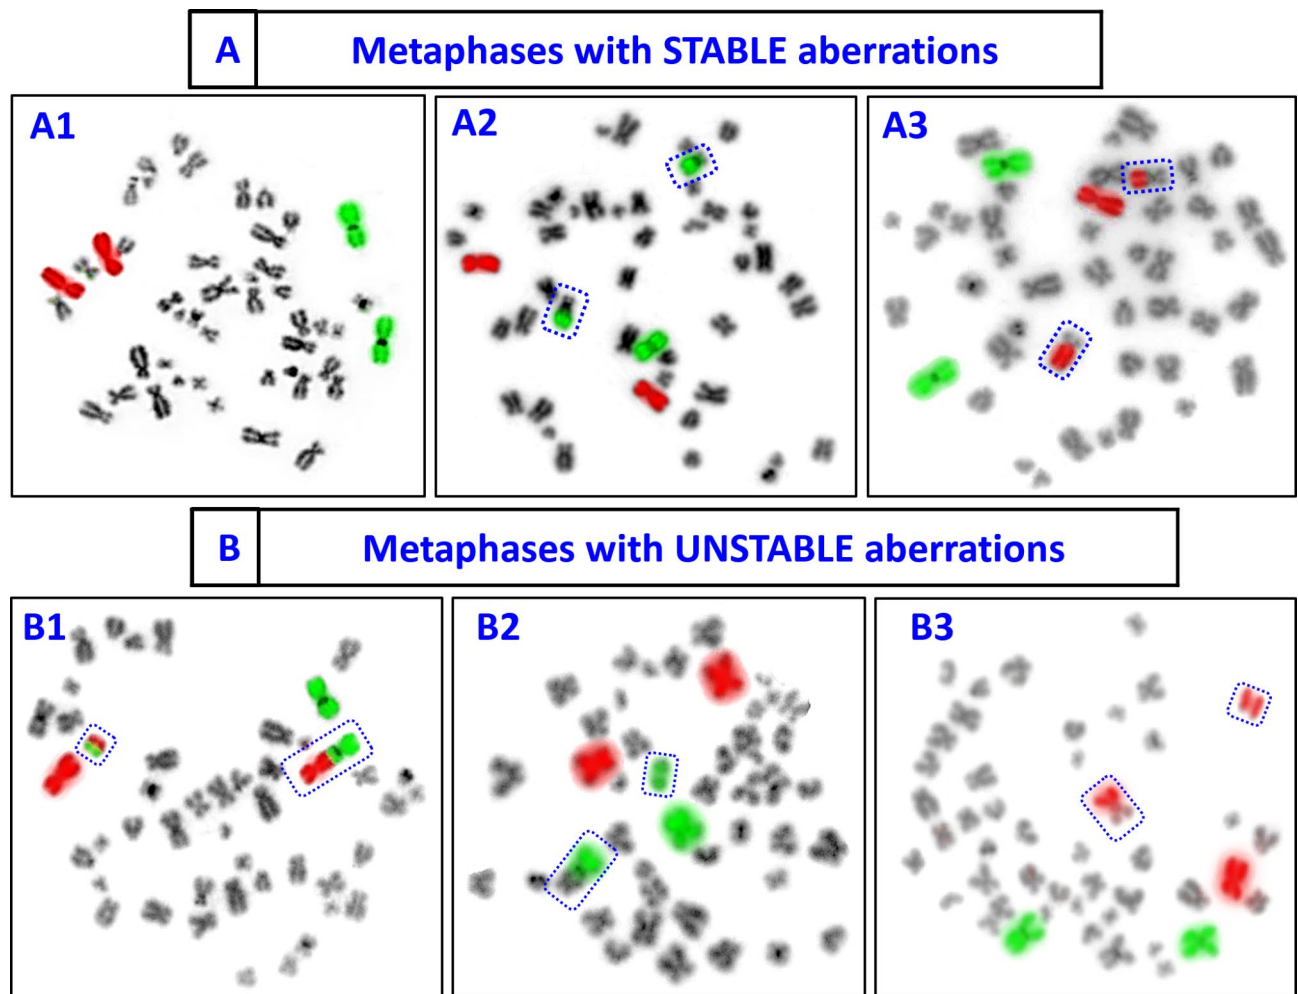 A Metaphases with STABLE aberrations
A1 A2 A3
B Metaphases with UNSTABLE aberrations
B1 B2 B3